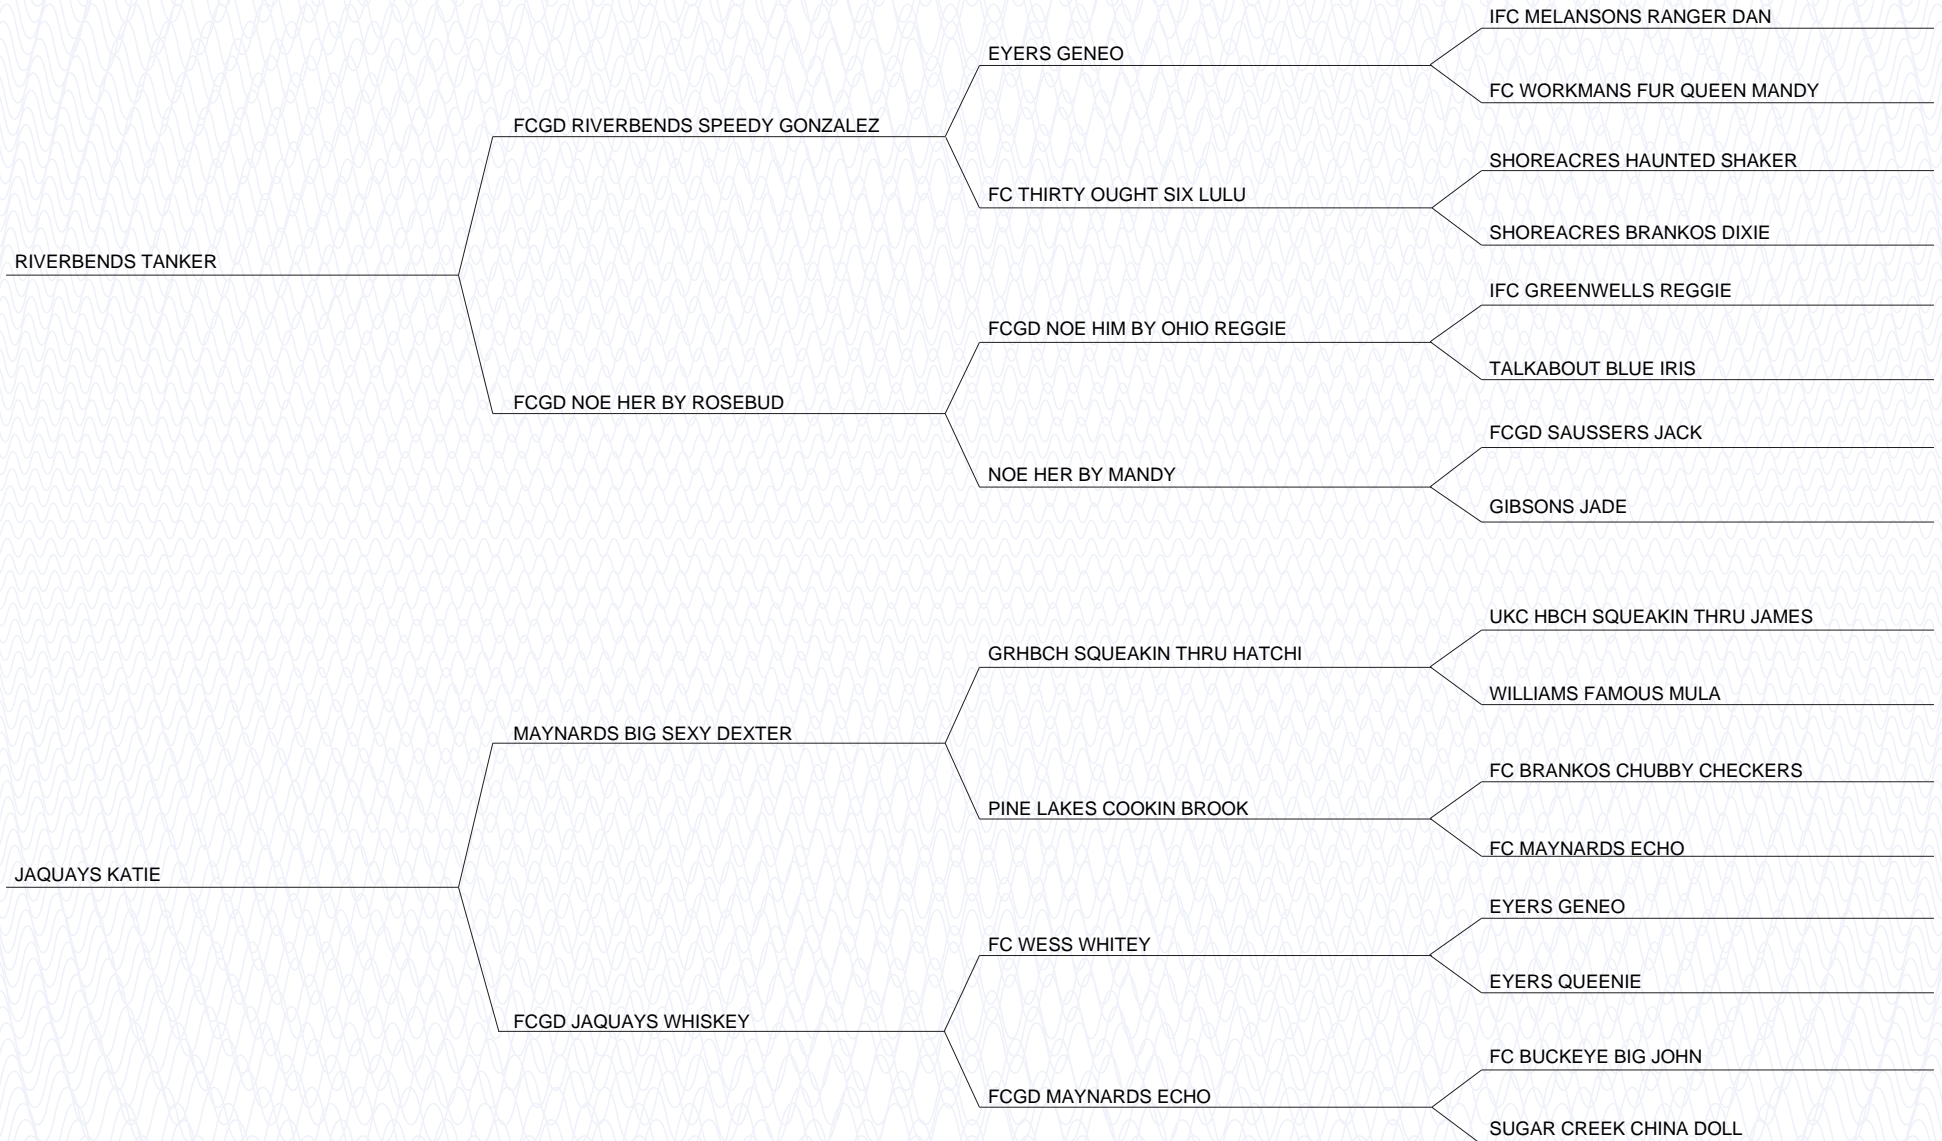 IFC MELANSONS RANGER DAN
EYERS GENEO
FC WORKMANS FUR QUEEN MANDY
FCGD RIVERBENDS SPEEDY GONZALEZ
SHOREACRES HAUNTED SHAKER
FC THIRTY OUGHT SIX LULU
SHOREACRES BRANKOS DIXIE
RIVERBENDS TANKER
IFC GREENWELLS REGGIE
FCGD NOE HIM BY OHIO REGGIE
TALKABOUT BLUE IRIS
FCGD NOE HER BY ROSEBUD
FCGD SAUSSERS JACK
NOE HER BY MANDY
GIBSONS JADE
UKC HBCH SQUEAKIN THRU JAMES
GRHBCH SQUEAKIN THRU HATCHI
WILLIAMS FAMOUS MULA
MAYNARDS BIG SEXY DEXTER
FC BRANKOS CHUBBY CHECKERS
PINE LAKES COOKIN BROOK
FC MAYNARDS ECHO
JAQUAYS KATIE
EYERS GENEO
FC WESS WHITEY
EYERS QUEENIE
FCGD JAQUAYS WHISKEY
FC BUCKEYE BIG JOHN
FCGD MAYNARDS ECHO
SUGAR CREEK CHINA DOLL